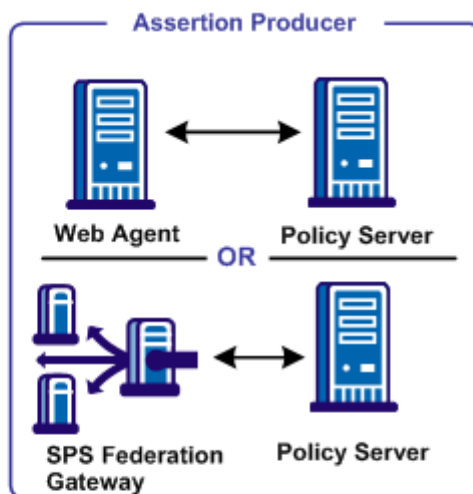 Assertion Producer
Web Agent
Policy Server
OR
SPS Federation
Gateway
Policy Server